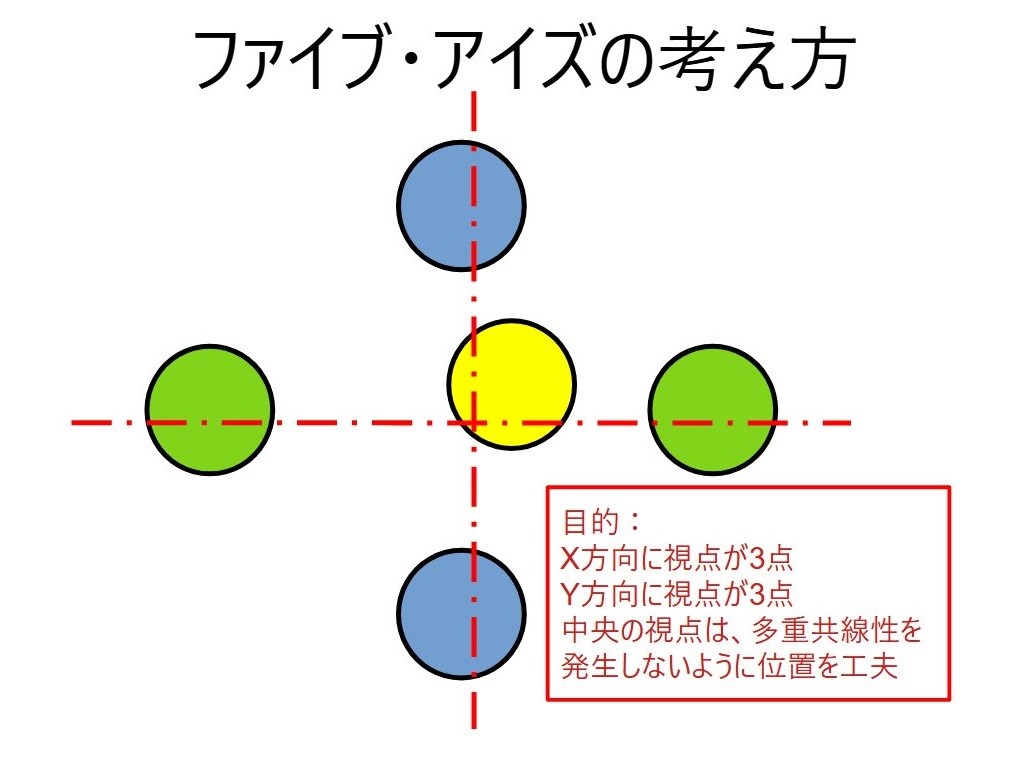 ファイブ・アイズの考え方
目的：
X方向に視点が3点
Y方向に視点が3点
中央の視点は、多重共線性を
発生しないように位置を工夫